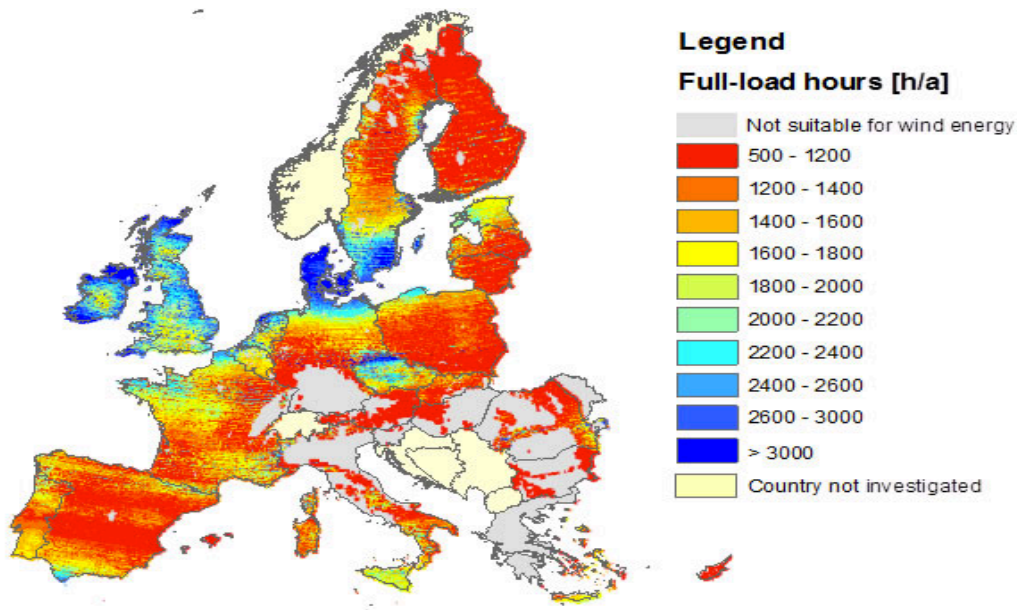 Legend
Full-load hours [h/a]
Not suitable for wind energy
500 - 1200
1200 - 1400
1400 - 1600
1600 - 1800
1800 - 2000
2000 - 2200
2200 - 2400
2400 - 2600
2600 - 3000
> 3000
Country not investigated